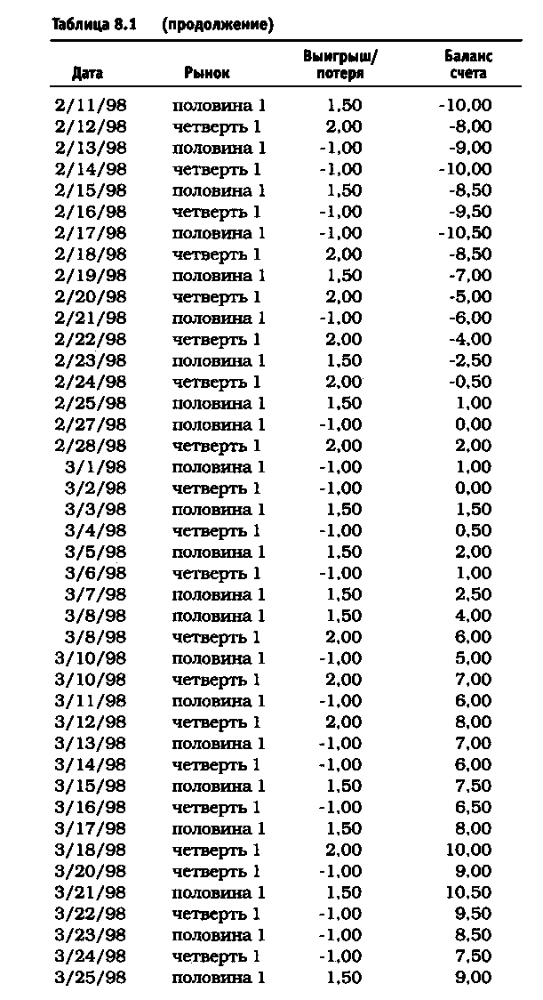 Таблица 8.1 (продолжение)
Дата Рынок Выигрыш/потеря Баланс счета
2/11/98 половина 1 1,50 -10,00
2/12/98 четверть 1 2,00 -8,00
2/13/98 половина 1 -1,00 -9,00
2/14/98 четверть 1 -1,00 -10,00
2/15/98 половина 1 1,50 -8,50
2/16/98 четверть 1 -1,00 -9,50
2/17/98 половина 1 -1,00 -10,50
2/18/98 четверть 1 2,00 -8,50
2/19/98 половина 1 1,50 -7,00
2/20/98 четверть 1 2,00 -5,00
2/21/98 половина 1 -1,00 -6,00
2/22/98 четверть 1 2,00 -4,00
2/23/98 половина 1 1,50 -2,50
2/24/98 четверть 1 2,00 -0,50
2/25/98 половина 1 1,50 1,00
2/27/98 половина 1 -1,00 0,00
2/28/98 четверть 1 2,00 2,00
3/1/98 половина 1 -1,00 1,00
3/2/98 четверть 1 -1,00 0,00
3/3/98 половина 1 1,50 1,50
3/4/98 четверть 1 -1,00 0,50
3/5/98 половина 1 1,50 2,00
3/6/98 четверть 1 -1,00 1,00
3/7/98 половина 1 1,50 2,50
3/8/98 половина 1 1,50 4,00
3/8/98 четверть 1 2,00 6,00
3/10/98 половина 1 -1,00 5,00
3/10/98 четверть 1 2,00 7,00
3/11/98 половина 1 -1,00 6,00
3/12/98 четверть 1 2,00 8,00
3/13/98 половина 1 -1,00 7,00
3/14/98 четверть 1 -1,00 6,00
3/15/98 половина 1 1,50 7,50
3/16/98 четверть 1 -1,00 6,50
3/17/98 половина 1 1,50 8,00
3/18/98 четверть 1 2,00 10,00
3/20/98 четверть 1 -1,00 9,00
3/21/98 половина 1 1,50 10,50
3/22/98 четверть 1 -1,00 9,50
3/23/98 половина 1 -1,00 8,50
3/24/98 четверть 1 -1,00 7,50
3/25/98 половина 1 1,50 9,00